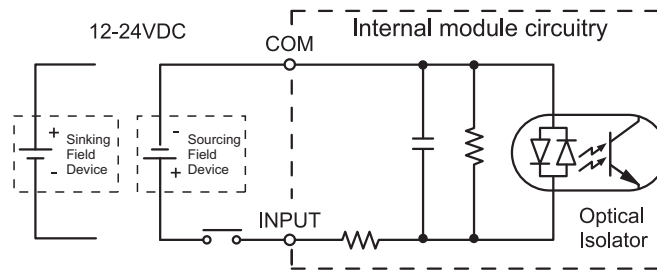 12-24VDC
COM
Internal module circuitry
+
Sinking
Field
Device
-
-
Sourcing
Field
Device
+
INPUT
Optical
Isolator